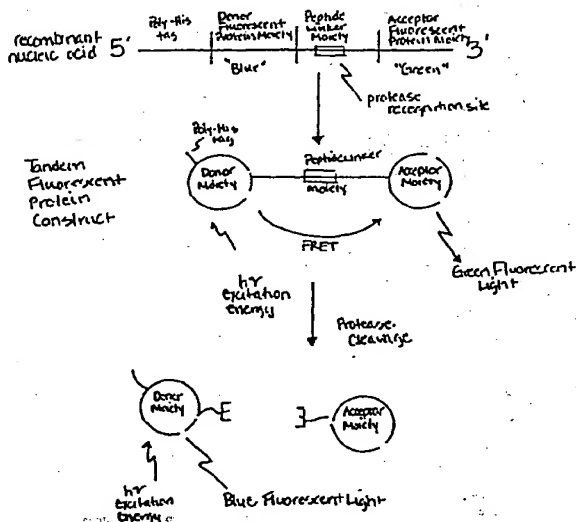 recombinant
nucleic acid
5'
Poly-His
tag
Donor
Fluorescent
Protein Moiety
Peptide
Linker
Moiety
Acceptor
Fluorescent
Protein Moiety
3'
"Blue"
"Green"
protease
recognition site
Tandem
Fluorescent
Protein
Construct
Poly-His
tag
Donor
Moiety
Peptide Linker
Moiety
Acceptor
Moiety
FRET
hν
excitation
energy
Green Fluorescent
Light
Protease
Cleavage
Donor
Moiety
Acceptor
Moiety
hν
excitation
energy
Blue Fluorescent Light